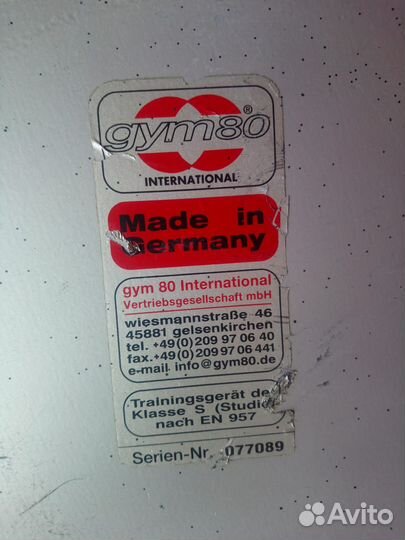 gym80®
INTERNATIONAL
Made in
Germany
gym 80 International
Vertriebsgesellschaft mbH
wiesmannstraße 46
45881 gelsenkirchen
tel. +49(0) 209 97 06 40
fax.+49(0) 209 97 06 441
e-mail info@gym80.de
Trainingsgerät de
Klasse S (Studio
nach EN 957
Serien-Nr. 077089
Avito